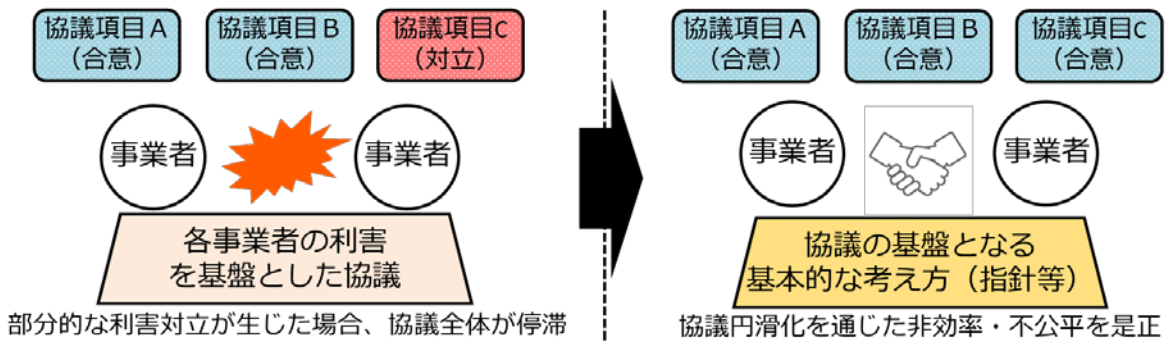 協議項目A
（合意）
協議項目B
（合意）
協議項目C
（対立）
事業者
事業者
各事業者の利害
を基盤とした協議
部分的な利害対立が生じた場合、協議全体が停滞
協議項目A
（合意）
協議項目B
（合意）
協議項目C
（合意）
事業者
事業者
協議の基盤となる
基本的な考え方（指針等）
協議円滑化を通じた非効率・不公平を是正